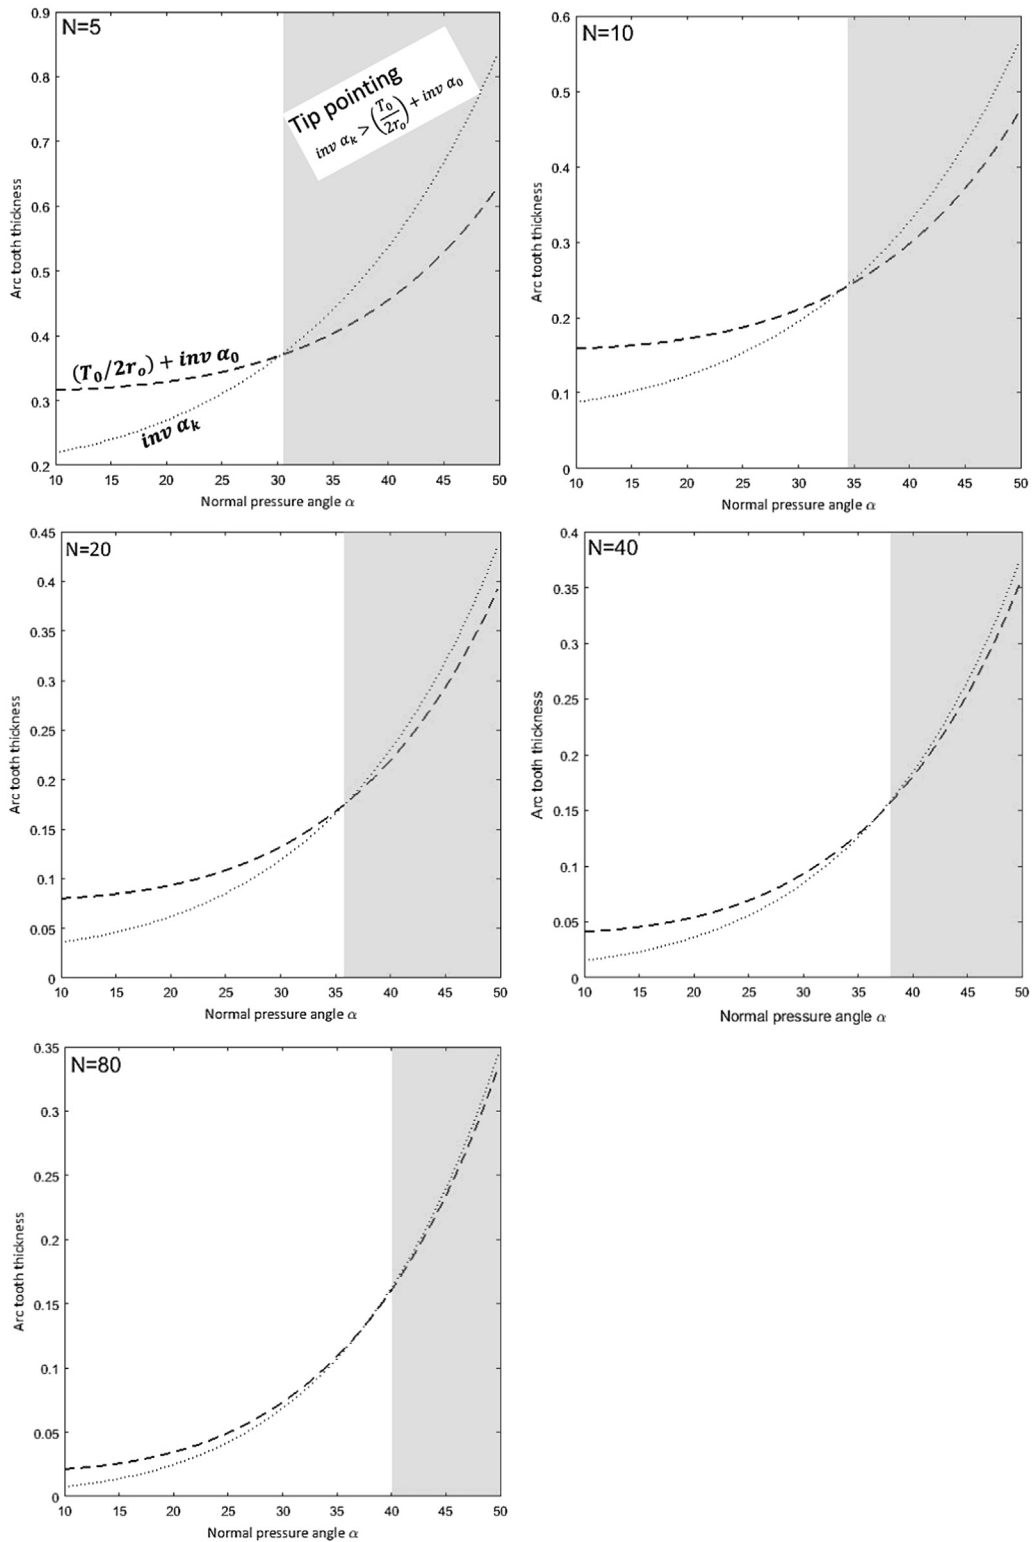 N=5
0.9
0.8
0.7
0.6
0.5
0.4
0.3
0.2
Arc tooth thickness
Tip pointing
inv αk > (T0/2ro) + inv α0
(T0/2ro) + inv α0
inv αk
10 15 20 25 30 35 40 45 50
Normal pressure angle α
N=10
0.6
0.5
0.4
0.3
0.2
0.1
0
Arc tooth thickness
10 15 20 25 30 35 40 45 50
Normal pressure angle α
N=20
0.45
0.4
0.35
0.3
0.25
0.2
0.15
0.1
0.05
0
Arc tooth thickness
10 15 20 25 30 35 40 45 50
Normal pressure angle α
N=40
0.4
0.35
0.3
0.25
0.2
0.15
0.1
0.05
0
Arc tooth thickness
10 15 20 25 30 35 40 45 50
Normal pressure angle α
N=80
0.35
0.3
0.25
0.2
0.15
0.1
0.05
0
Arc tooth thickness
10 15 20 25 30 35 40 45 50
Normal pressure angle α